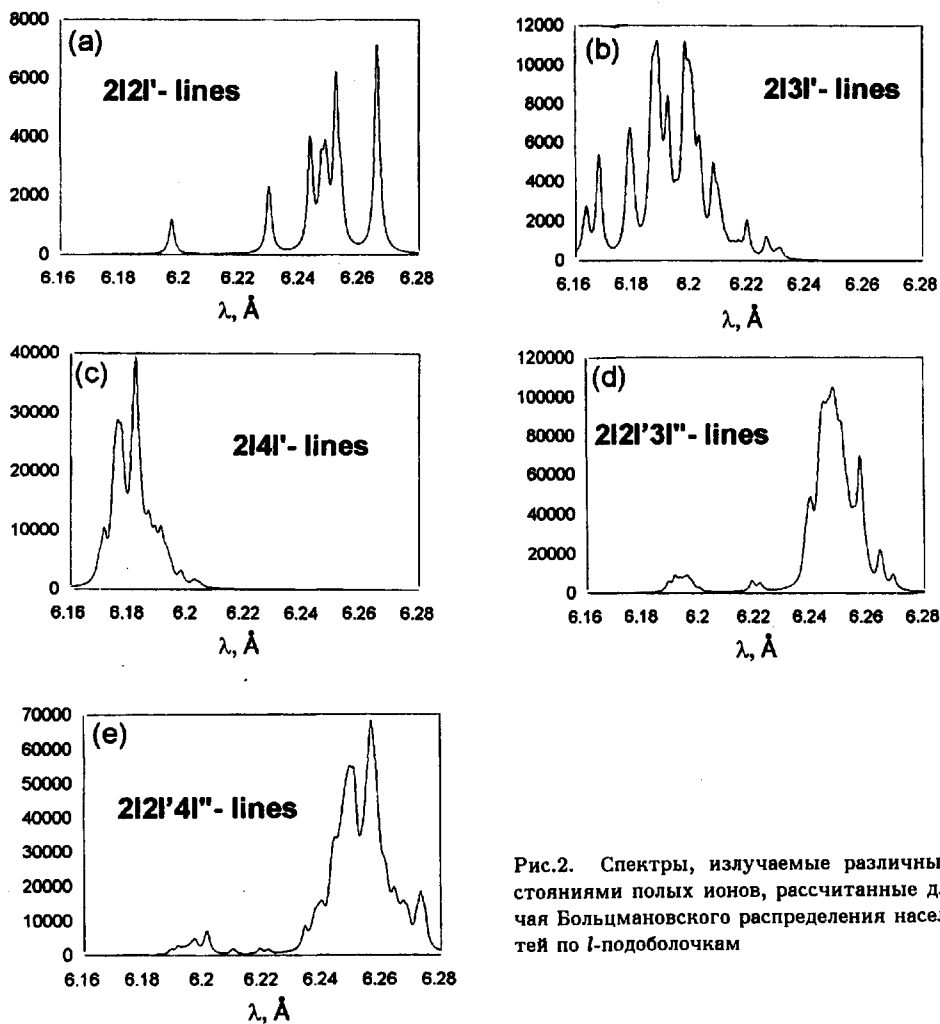 (a)
2l2l'- lines
8000
6000
4000
2000
0
6.16 6.18 6.2 6.22 6.24 6.26 6.28
λ, Å
(b)
2l3l'- lines
12000
10000
8000
6000
4000
2000
0
6.16 6.18 6.2 6.22 6.24 6.26 6.28
λ, Å
(c)
2l4l'- lines
40000
30000
20000
10000
0
6.16 6.18 6.2 6.22 6.24 6.26 6.28
λ, Å
(d)
2l2l'3l"- lines
120000
100000
80000
60000
40000
20000
0
6.16 6.18 6.2 6.22 6.24 6.26 6.28
λ, Å
(e)
2l2l'4l"- lines
70000
60000
50000
40000
30000
20000
10000
0
6.16 6.18 6.2 6.22 6.24 6.26 6.28
λ, Å
Рис.2. Спектры, излучаемые различны
стояниями полых ионов, рассчитанные д
чая Больцмановского распределения насел
тей по l-подоболочкам